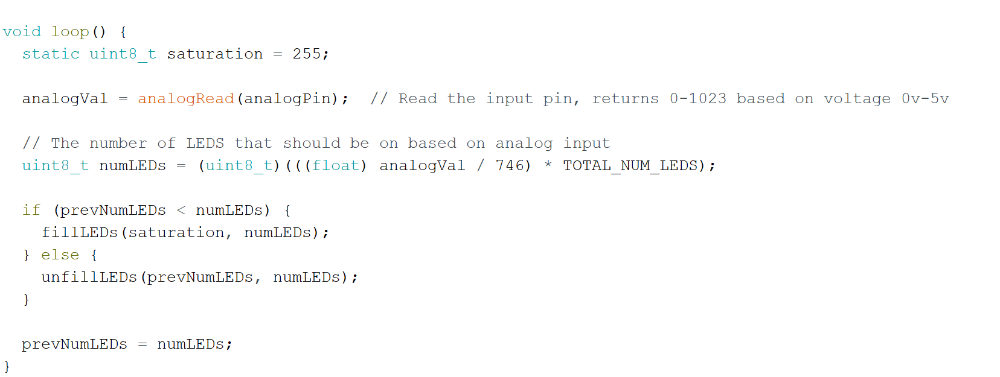 void loop() {
static uint8_t saturation = 255;
analogVal = analogRead(analogPin);  // Read the input pin, returns 0-1023 based on voltage 0v-5v
// The number of LEDS that should be on based on analog input
uint8_t numLEDs = (uint8_t)(((float) analogVal / 746) * TOTAL_NUM_LEDS);
if (prevNumLEDs < numLEDs) {
fillLEDs(saturation, numLEDs);
} else {
unfillLEDs(prevNumLEDs, numLEDs);
}
prevNumLEDs = numLEDs;
}